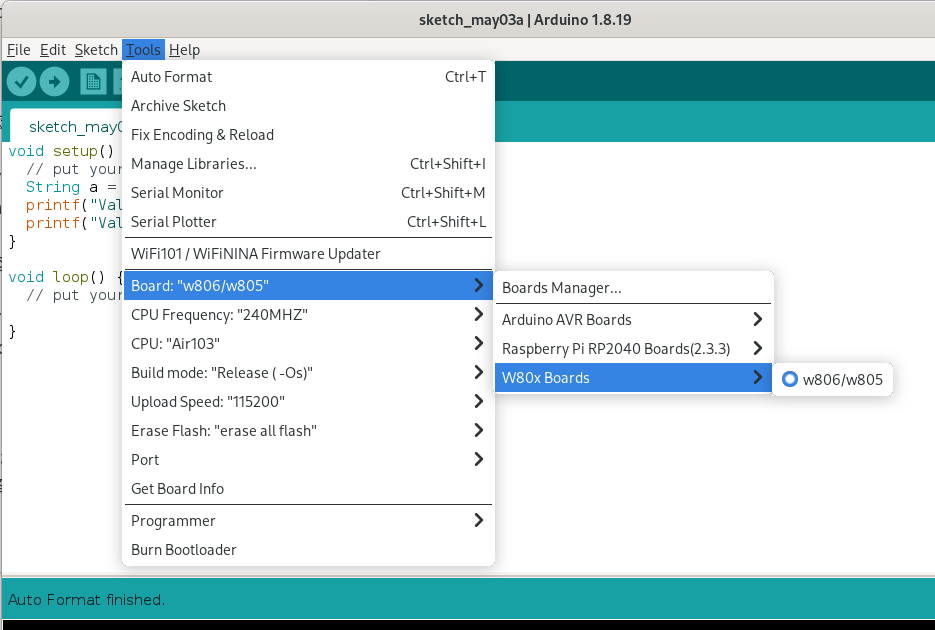 sketch_may03a | Arduino 1.8.19
File Edit Sketch Tools Help
Auto Format Ctrl+T
Archive Sketch
Fix Encoding & Reload
Manage Libraries... Ctrl+Shift+I
Serial Monitor Ctrl+Shift+M
Serial Plotter Ctrl+Shift+L
WiFi101 / WiFiNINA Firmware Updater
Board: "w806/w805"
CPU Frequency: "240MHZ"
CPU: "Air103"
Build mode: "Release ( -Os)"
Upload Speed: "115200"
Erase Flash: "erase all flash"
Port
Get Board Info
Programmer
Burn Bootloader
Boards Manager...
Arduino AVR Boards
Raspberry Pi RP2040 Boards(2.3.3)
W80x Boards
w806/w805
sketch_may0
void setup()
// put your
String a =
printf("Val
printf("Val
}
void loop() {
// put your
}
Auto Format finished.